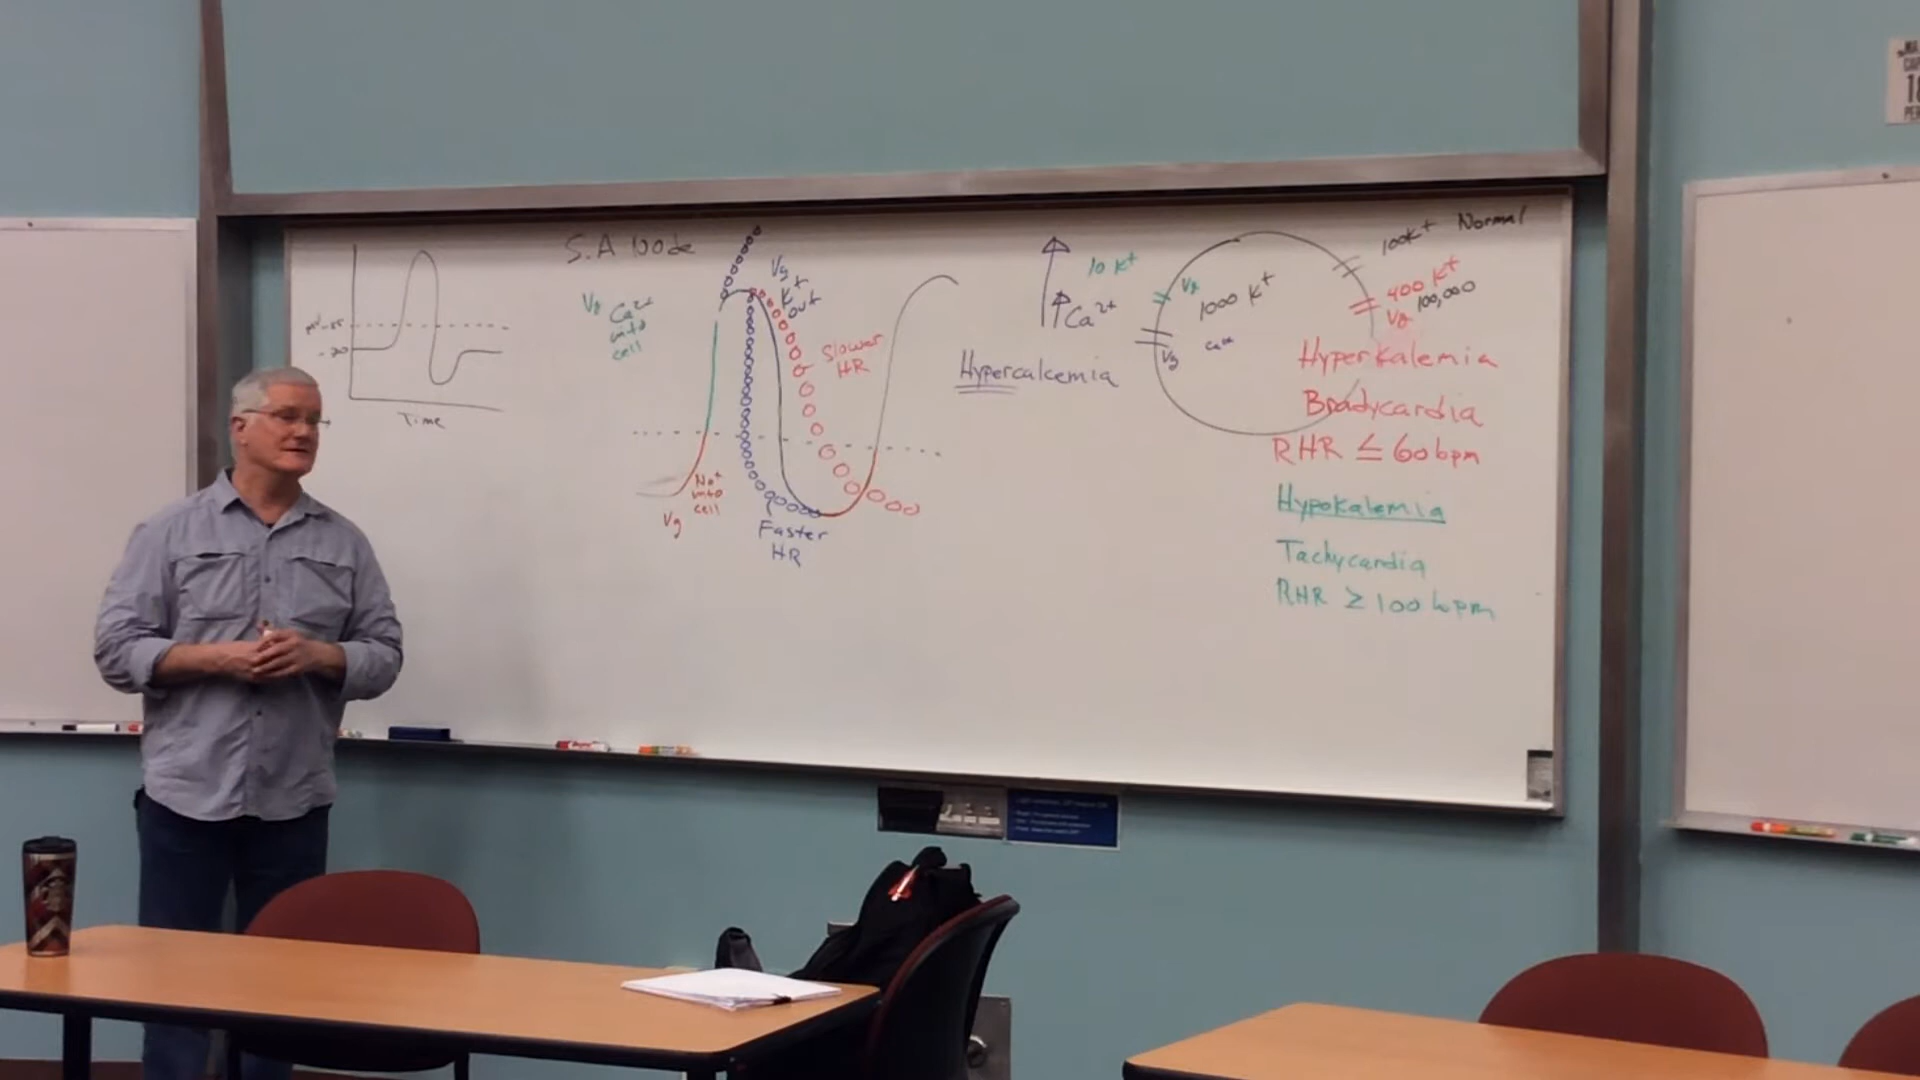 Time
S.A Node
Vg
Ca2+
into
cell
Vg
K+
out
Slower
HR
Na+
into
cell
Vg
Faster
HR
Ca2+
Hypercalcemia
10 K+
Vg
1000 K+
cell
Vg
100K+ Normal
400 K+
100,000
Vg
Hyperkalemia
Bradycardia
RHR ≤ 60bpm
Hypokalemia
Tachycardia
RHR ≥ 100 bpm